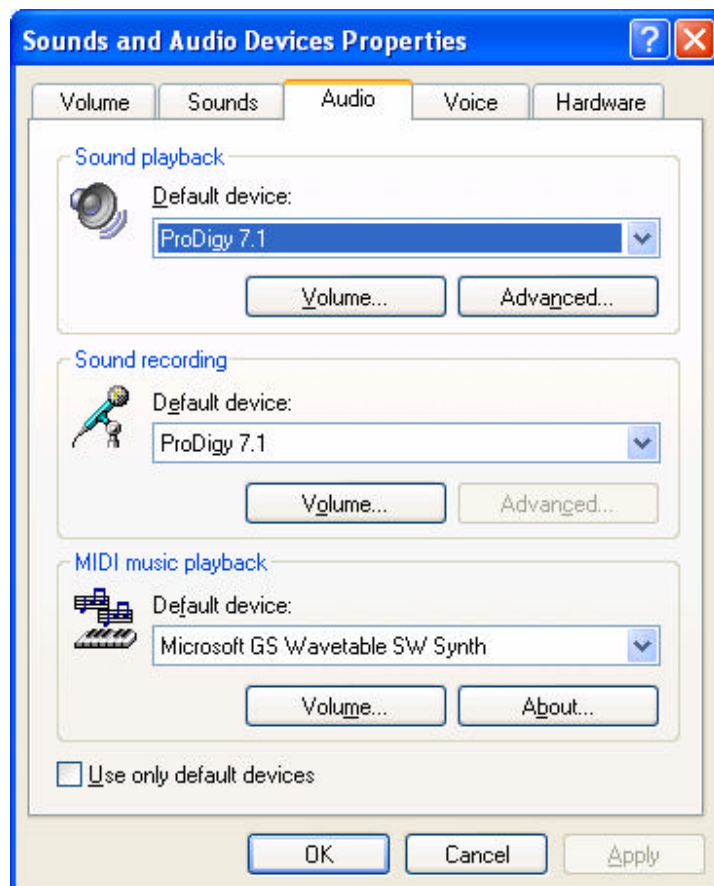 Sounds and Audio Devices Properties
Volume Sounds Audio Voice Hardware
Sound playback
Default device:
ProDigy 7.1
Volume... Advanced...
Sound recording
Default device:
ProDigy 7.1
Volume... Advanced...
MIDI music playback
Default device:
Microsoft GS Wavetable SW Synth
Volume... About...
Use only default devices
OK Cancel Apply